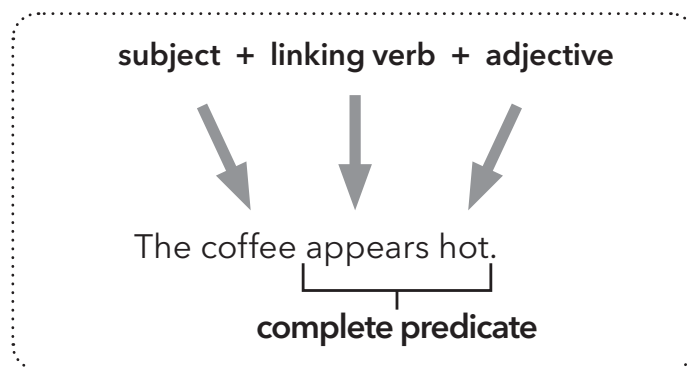 subject + linking verb + adjective
The coffee appears hot.
complete predicate